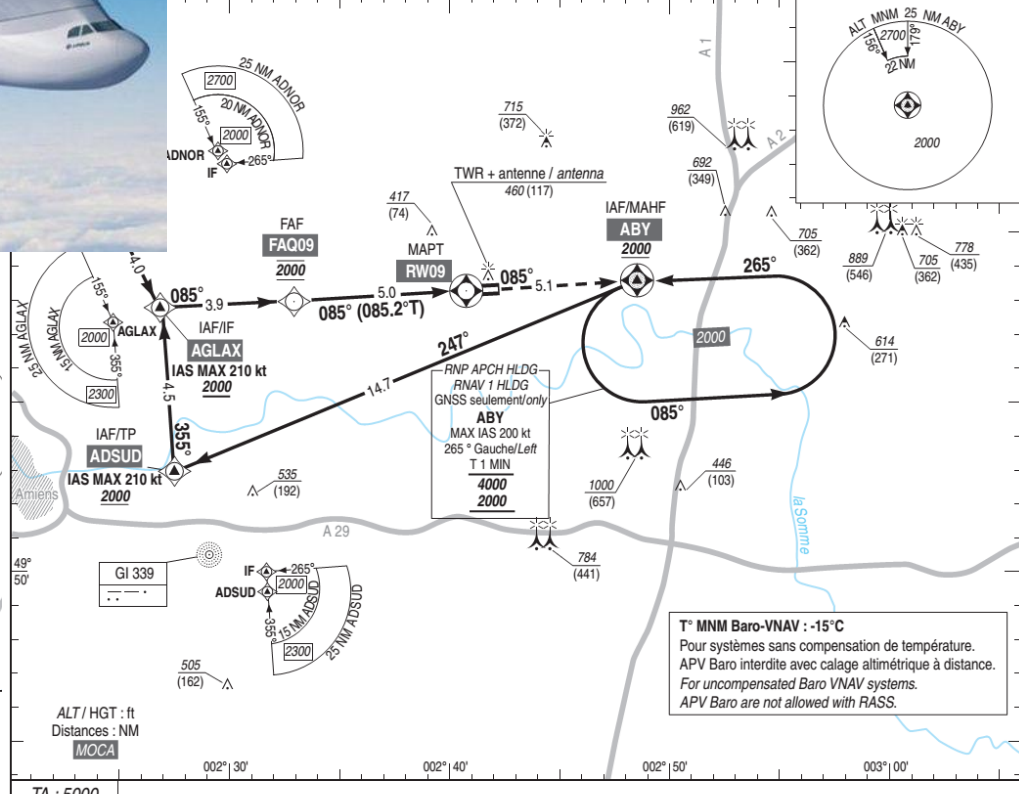 25 NM ADNOR
2700
20 NM ADNOR
155°
2000
ADNOR
265°
IF
715
(372)
962
(619)
A 1
A 2
ALT MNM 25 NM ABY
156°
2700
179°
22 NM
2000
TWR + antenne / antenna
460 (117)
692
(349)
417
(74)
705
(362)
889
(546)
705
(362)
778
(435)
FAF
FAQ09
2000
MAPT
RW09
IAF/MAHF
ABY
2000
4.0
085°
3.9
5.0
085° (085.2°T)
085°
5.1
265°
155°
AGLAX
2000
355°
2300
15 NM AGLAX
25 NM AGLAX
IAF/IF
AGLAX
IAS MAX 210 kt
2000
247°
14.7
2000
614
(271)
085°
4.5
355°
RNP APCH HLDG
RNAV 1 HLDG
GNSS seulement/only
ABY
MAX IAS 200 kt
265 ° Gauche/Left
T 1 MIN
4000
2000
IAF/TP
ADSUD
IAS MAX 210 kt
2000
Amiens
535
(192)
1000
(657)
446
(103)
la Somme
A 29
784
(441)
49°
50'
GI 339
IF
265°
2000
ADSUD
355°
15 NM ADSUD
25 NM ADSUD
2300
505
(162)
T° MNM Baro-VNAV : -15°C
Pour systèmes sans compensation de température.
APV Baro interdite avec calage altimétrique à distance.
For uncompensated Baro VNAV systems.
APV Baro are not allowed with RASS.
ALT / HGT : ft
Distances : NM
MOCA
002° 30'
002° 40'
002° 50'
003° 00'
TA : 5000